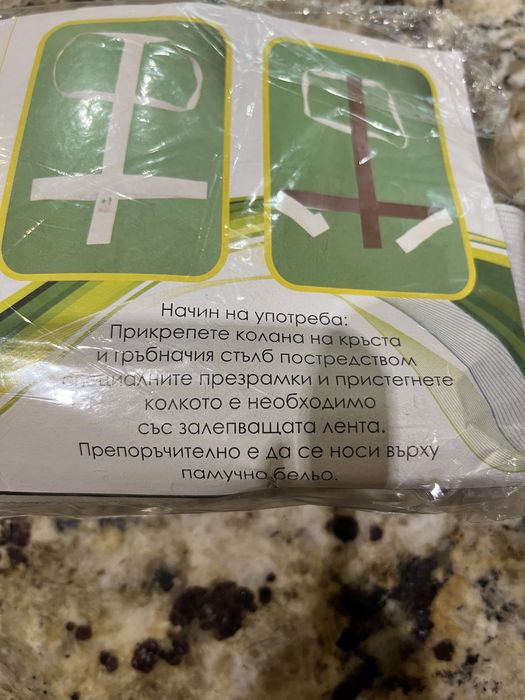 Начин на употреба:
Прикрепете колана на кръста
и гръбначия стълб постредством
специалните презрамки и пристегнете
колкото е необходимо
със залепващата лента.
Препоръчително е да се носи върху
памучно бельо.